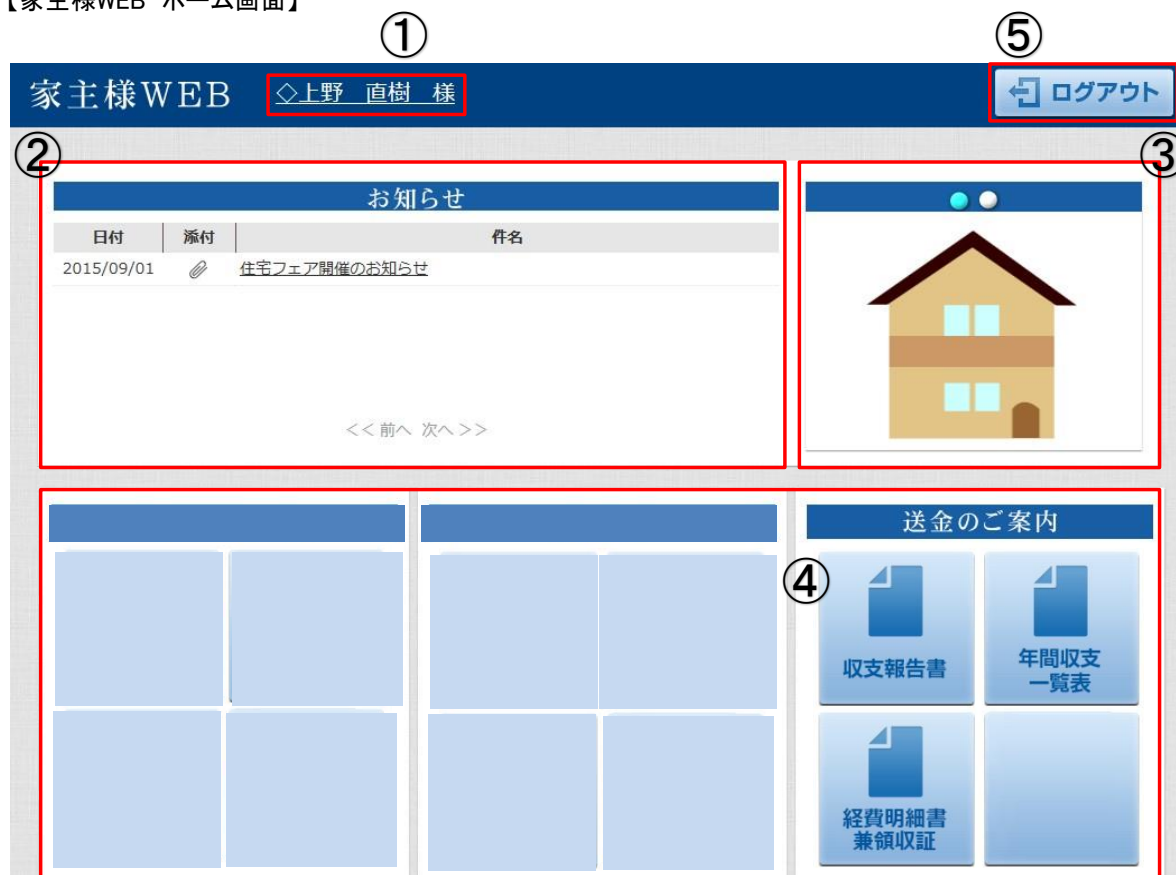 【家主様WEB ホーム画面】
①
⑤
家主様WEB
◇上野 直樹 様
ログアウト
②
③
お知らせ
日付 添付 件名
2015/09/01 住宅フェア開催のお知らせ
<<前へ 次へ>>
送金のご案内
④
収支報告書
年間収支
一覧表
経費明細書
兼領収証